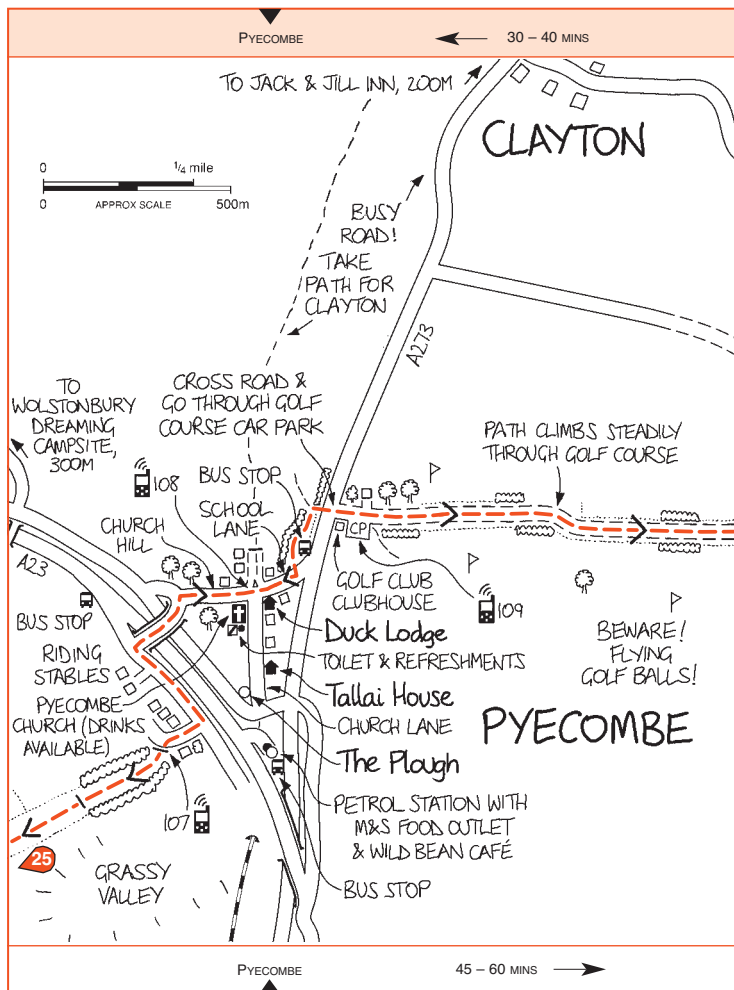 PYECOMBE
30 – 40 MINS
TO JACK & JILL INN, 200M
CLAYTON
0
1/4 mile
0
APPROX SCALE
500m
BUSY
ROAD!
TAKE
PATH FOR
CLAYTON
A273
TO
WOLSTONBURY
DREAMING
CAMPSITE,
300M
CROSS ROAD &
GO THROUGH GOLF
COURSE CAR PARK
PATH CLIMBS STEADILY
THROUGH GOLF COURSE
108
BUS STOP
SCHOOL
LANE
CHURCH
HILL
A23
CP
GOLF CLUB
CLUBHOUSE
109
BUS STOP
Duck Lodge
TOILET & REFRESHMENTS
BEWARE!
FLYING
GOLF BALLS!
RIDING
STABLES
Tallai House
PYECOMBE
CHURCH (DRINKS
AVAILABLE)
CHURCH LANE
PYECOMBE
The Plough
107
PETROL STATION WITH
M&S FOOD OUTLET
& WILD BEAN CAFÉ
25
GRASSY
VALLEY
BUS STOP
PYECOMBE
45 – 60 MINS